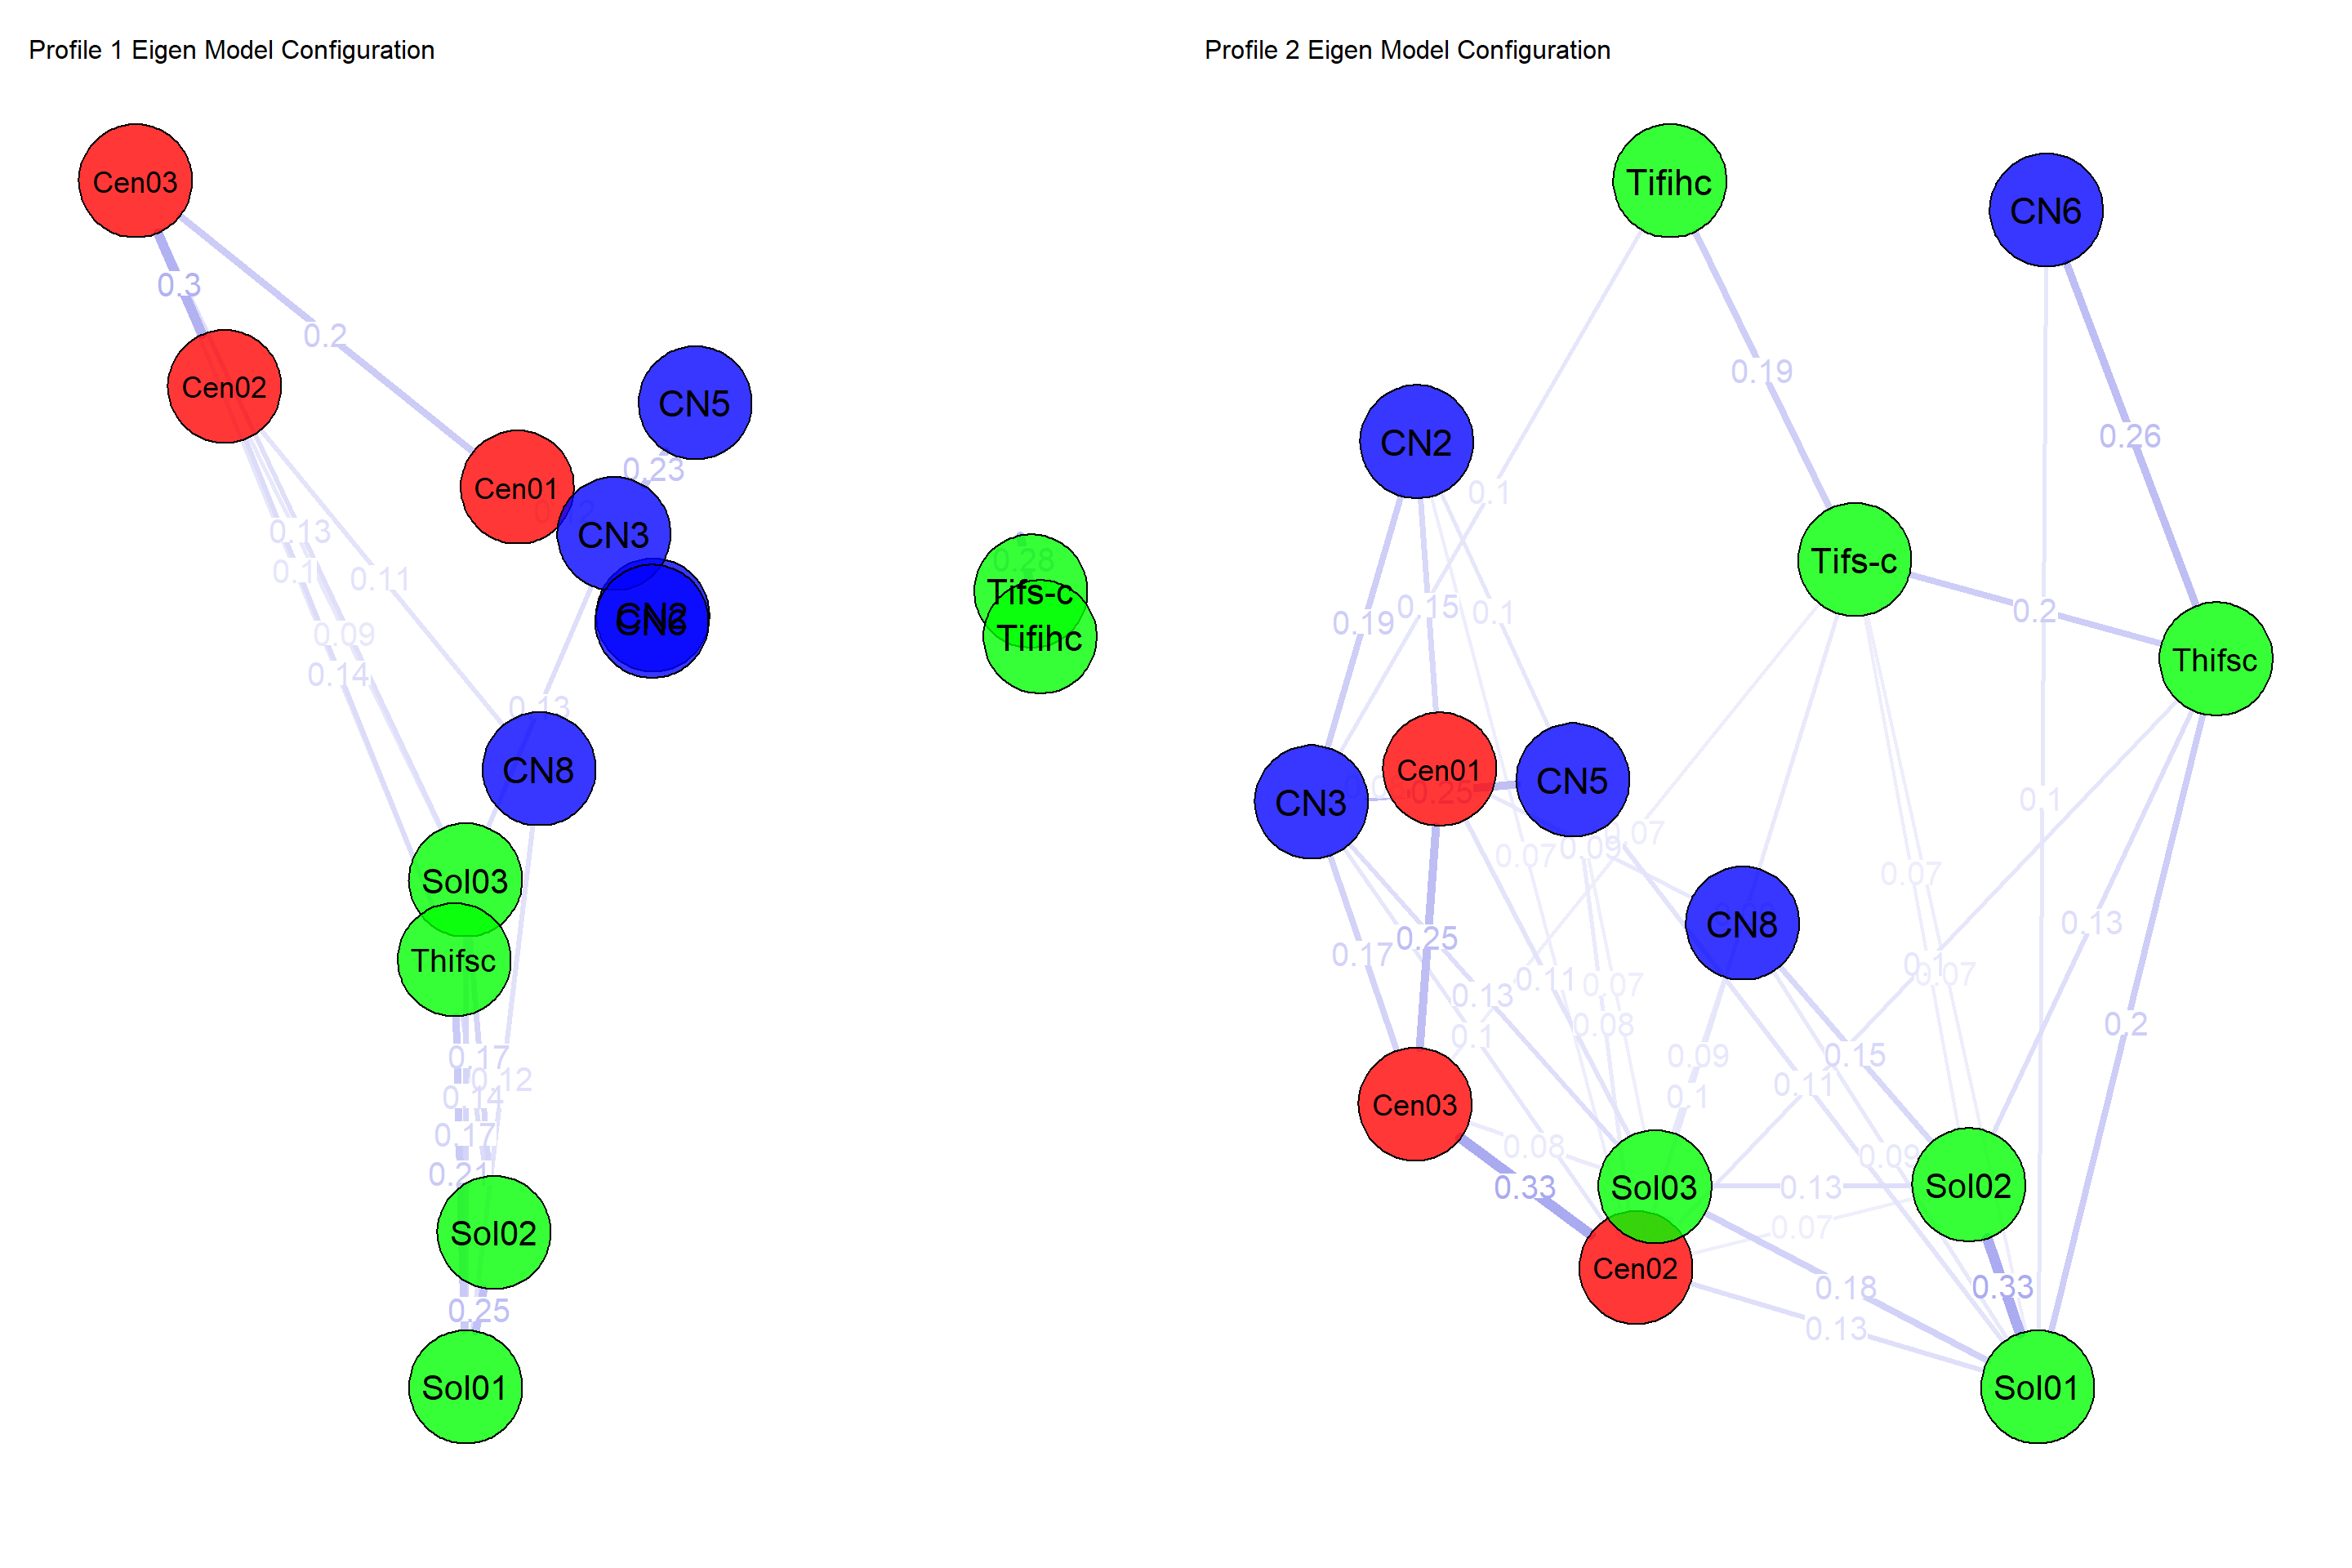 Profile 1 Eigen Model Configuration
Cen03
0.3
0.2
Cen02
CN5
0.23
Cen01
CN3
0.13
0.1
0.11
0.28
Tifs-c
Tifihc
CN2
CN6
0.09
0.14
0.13
CN8
Sol03
Thifsc
0.17
0.12
0.14
0.17
0.21
Sol02
0.25
Sol01
Profile 2 Eigen Model Configuration
Tifihc
CN6
0.19
CN2
0.26
0.1
Tifs-c
0.19
0.15
0.1
0.2
Thifsc
Cen01
CN5
CN3
0.25
0.1
0.07
0.07
0.09
0.07
CN8
0.13
0.25
0.17
0.1
0.07
0.11
0.07
0.13
0.1
0.08
0.2
0.09
0.15
0.11
0.1
Cen03
0.08
0.09
0.33
Sol03
0.13
Sol02
0.07
Cen02
0.18
0.33
0.13
Sol01